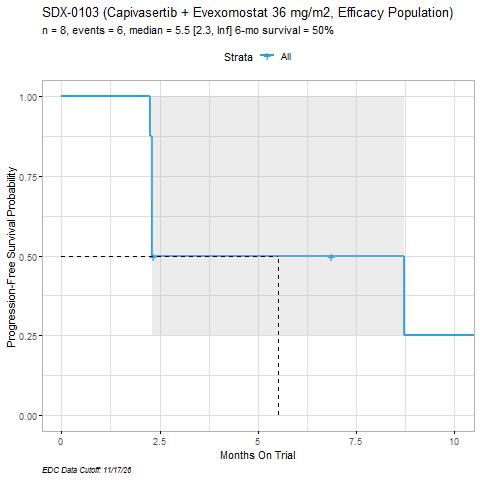 SDX-0103 (Capivasertib + Evexomostat 36 mg/m2, Efficacy Population)
n = 8, events = 6, median = 5.5 [2.3, Inf] 6-mo survival = 50%
Strata All
1.00
0.75
0.50
0.25
0.00
Progression-Free Survival Probability
0 2.5 5 7.5 10
Months On Trial
EDC Data Cutoff: 11/17/26